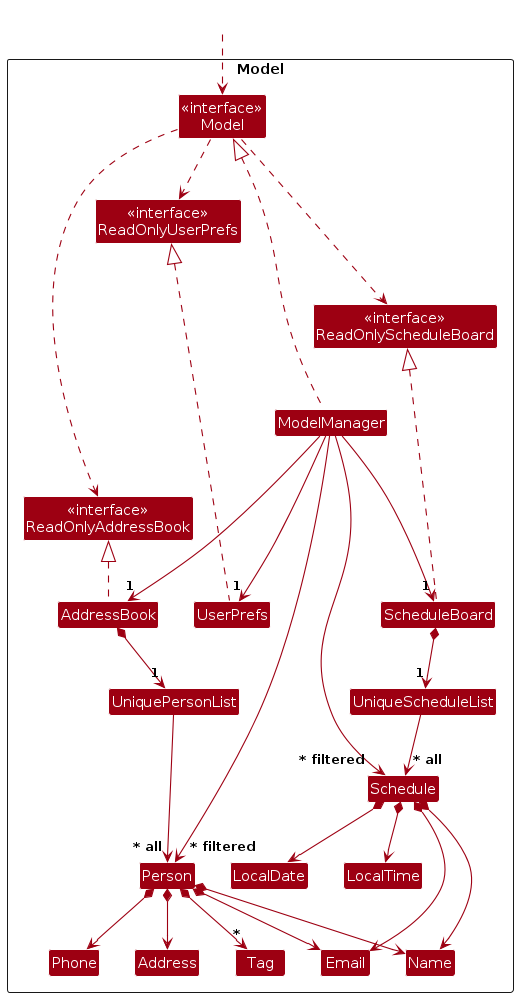 Model
«interface»
Model
«interface»
ReadOnlyUserPrefs
«interface»
ReadOnlyScheduleBoard
ModelManager
«interface»
ReadOnlyAddressBook
1
1
1
AddressBook
UserPrefs
ScheduleBoard
1
1
UniquePersonList
UniqueScheduleList
* filtered
* all
Schedule
* all
* filtered
Person
LocalDate
LocalTime
*
Phone
Address
Tag
Email
Name